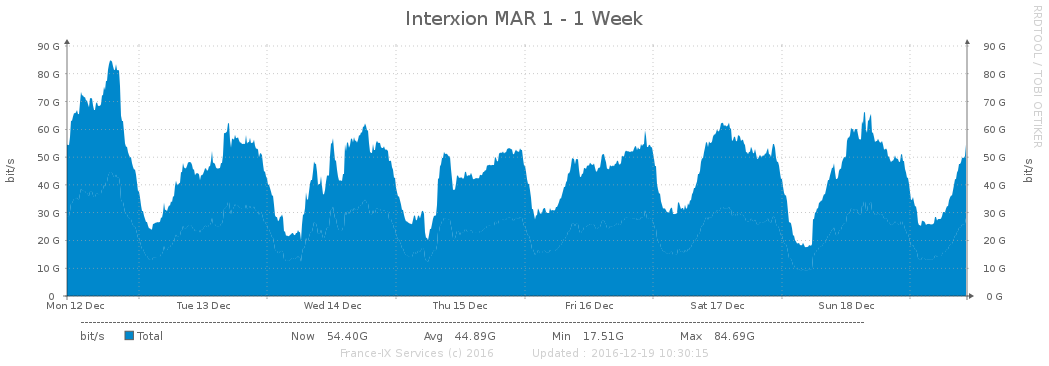 Interxion MAR 1 - 1 Week
RRDTOOL / TOBI OETIKER
bit/s
90 G 90 G
80 G 80 G
70 G 70 G
60 G 60 G
50 G 50 G
40 G 40 G
30 G 30 G
20 G 20 G
10 G 10 G
0 0 G
bit/s
Mon 12 Dec Tue 13 Dec Wed 14 Dec Thu 15 Dec Fri 16 Dec Sat 17 Dec Sun 18 Dec
bit/s Total Now 54.40G Avg 44.89G Min 17.51G Max 84.69G
France-IX Services (c) 2016 Updated : 2016-12-19 10:30:15